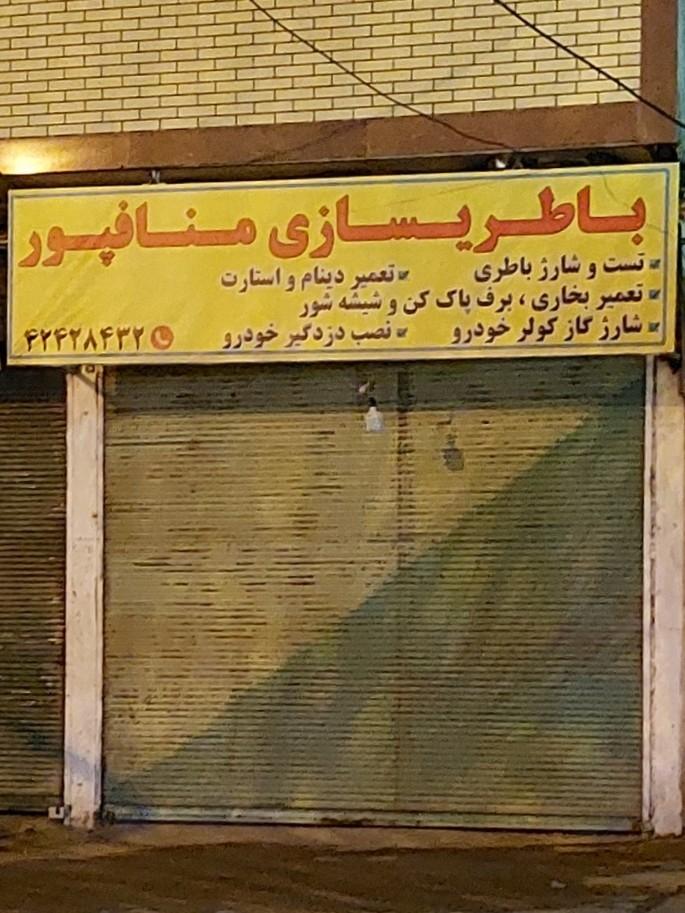 باطریسازی منافپور
تست و شارژ باطری تعمیر دینام و استارت
تعمیر بخاری ، برف پاک کن و شیشه شور
شارژ گاز کولر خودرو نصب دزدگیر خودرو
۴۲۴۲۸۴۳۲